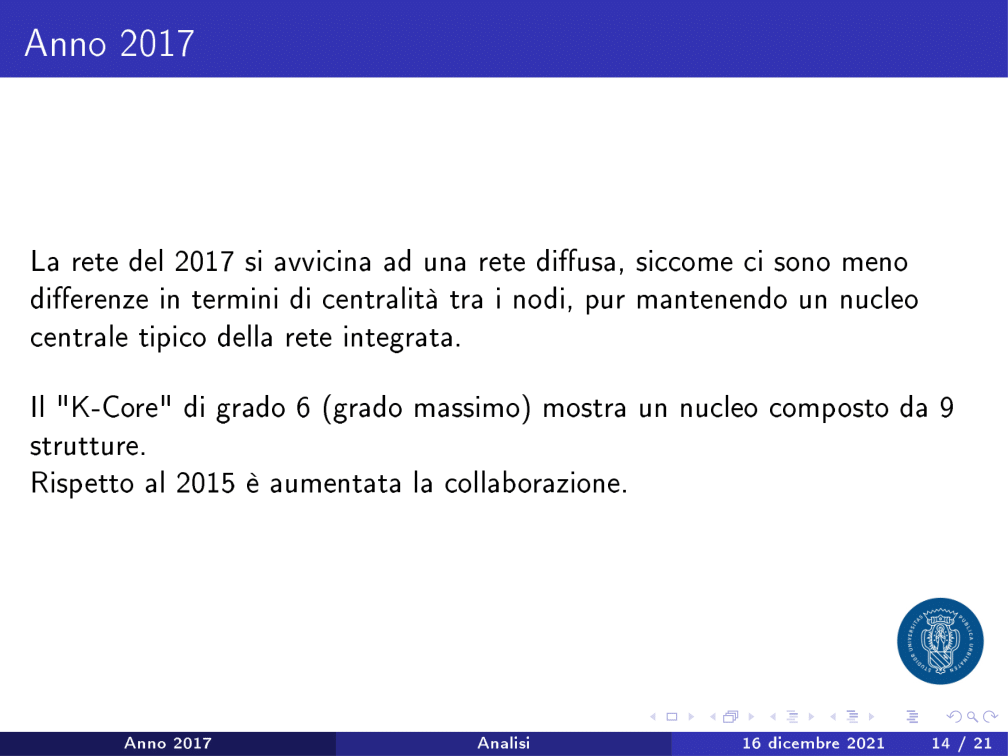 Anno 2017
La rete del 2017 si avvicina ad una rete diffusa, siccome ci sono meno
differenze in termini di centralità tra i nodi, pur mantenendo un nucleo
centrale tipico della rete integrata.
Il "K-Core" di grado 6 (grado massimo) mostra un nucleo composto da 9
strutture.
Rispetto al 2015 è aumentata la collaborazione.
Anno 2017 Analisi 16 dicembre 2021 14 / 21